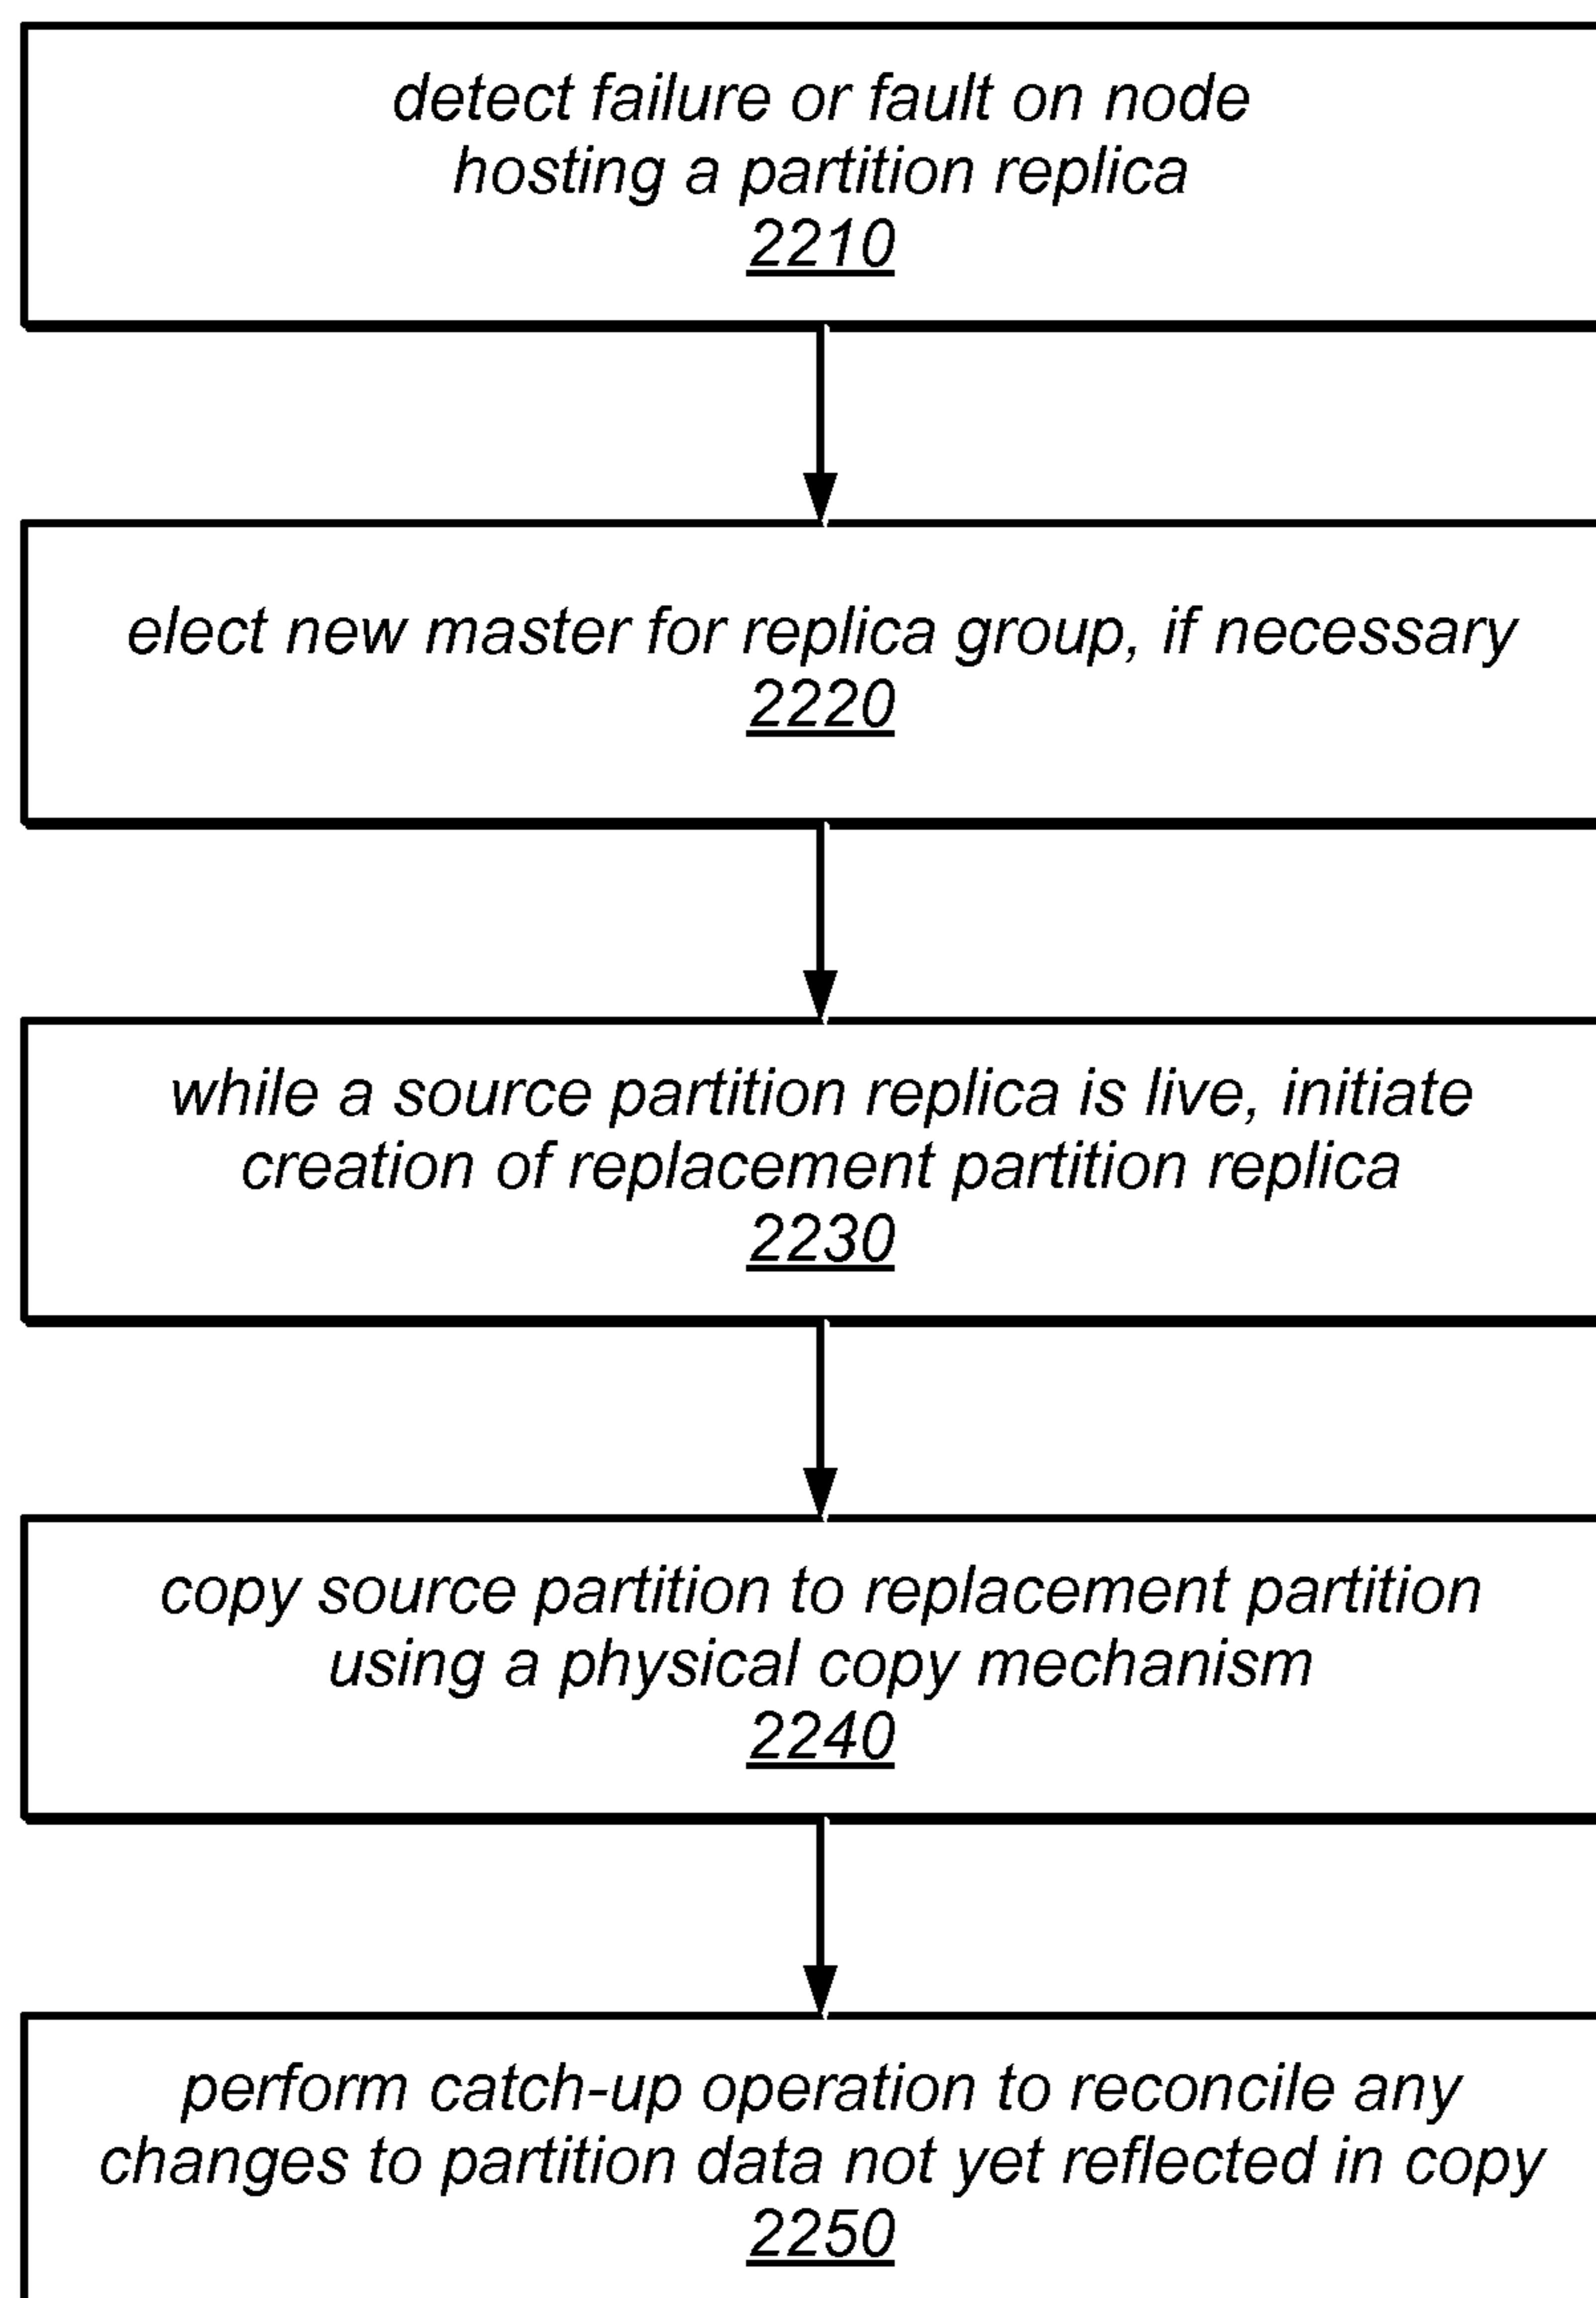 detect failure or fault on node
hosting a partition replica
2210
elect new master for replica group, if necessary
2220
while a source partition replica is live, initiate
creation of replacement partition replica
2230
copy source partition to replacement partition
using a physical copy mechanism
2240
perform catch-up operation to reconcile any
changes to partition data not yet reflected in copy
2250